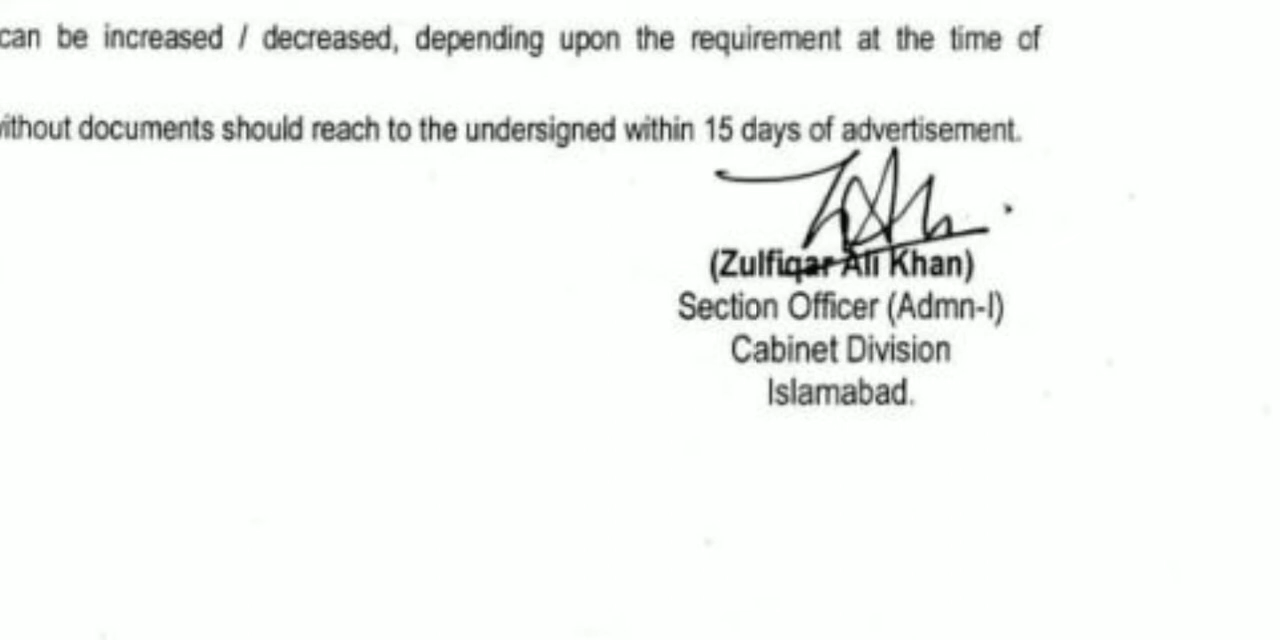 can be increased / decreased, depending upon the requirement at the time of
without documents should reach to the undersigned within 15 days of advertisement.
(Zulfiqar Ali Khan)
Section Officer (Admn-I)
Cabinet Division
Islamabad.